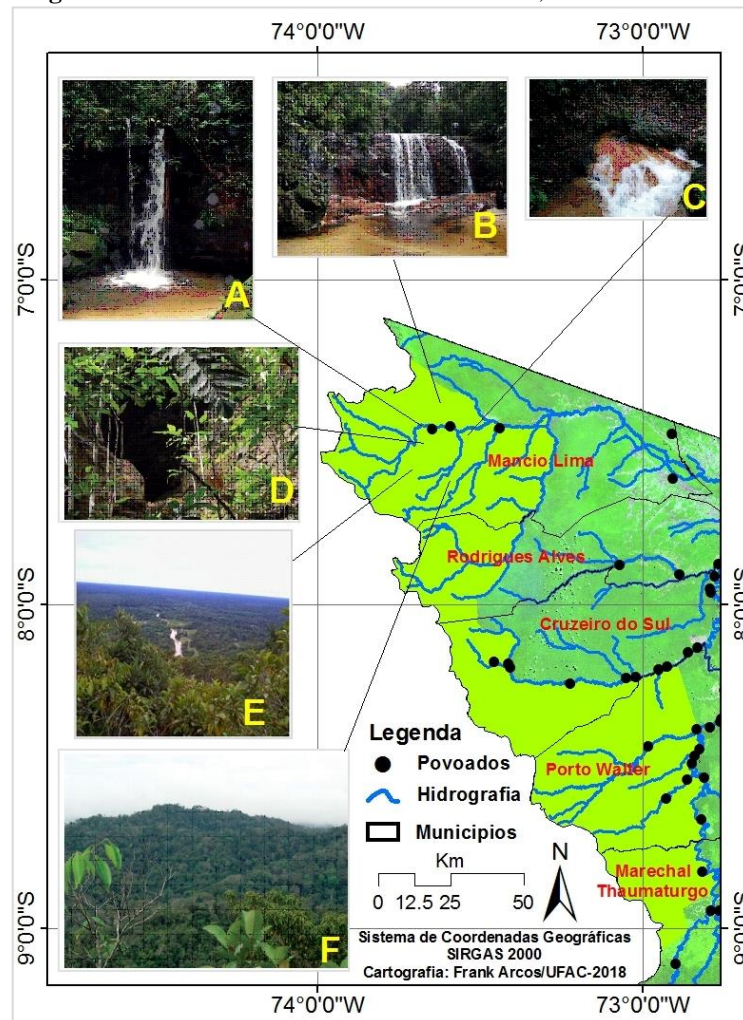 74°0'0"W 73°0'0"W
A
B
C
D
E
F
7°0'0"S
7°0'0"S
8°0'0"S
8°0'0"S
9°0'0"S
9°0'0"S
Mancio Lima
Rodrigues Alves
Cruzeiro do Sul
Porto Walter
Marechal
Thaumaturgo
Legenda
Povoados
Hidrografia
Municipios
Km
0 12.5 25 50
N
Sistema de Coordenadas Geográficas
SIRGAS 2000
Cartografia: Frank Arcos/UFAC-2018
74°0'0"W 73°0'0"W